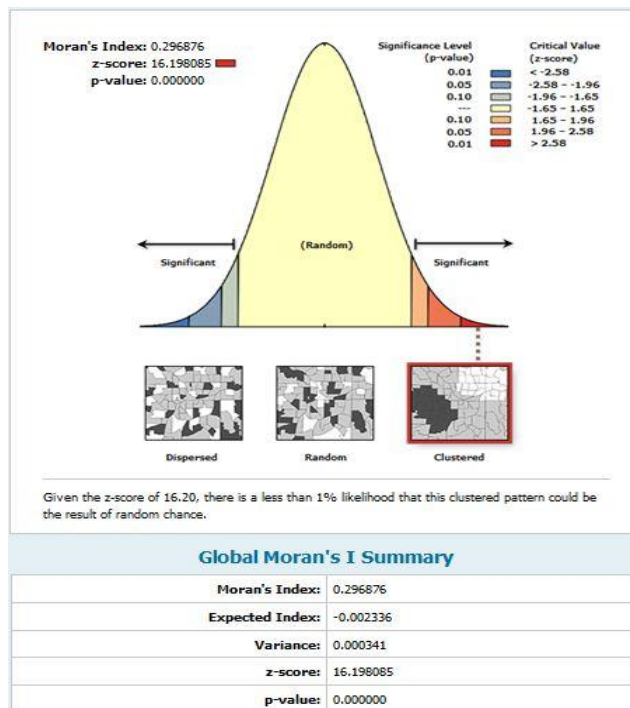 Moran's Index: 0.296876
z-score: 16.198085
p-value: 0.000000
Significance Level
(p-value)
Critical Value
(z-score)
0.01 < -2.58
0.05 -2.58 - -1.96
0.10 -1.96 - -1.65
--- -1.65 - 1.65
0.10 1.65 - 1.96
0.05 1.96 - 2.58
0.01 > 2.58
Significant
(Random)
Significant
Dispersed
Random
Clustered
Given the z-score of 16.20, there is a less than 1% likelihood that this clustered pattern could be
the result of random chance.
Global Moran's I Summary
Moran's Index: 0.296876
Expected Index: -0.002336
Variance: 0.000341
z-score: 16.198085
p-value: 0.000000